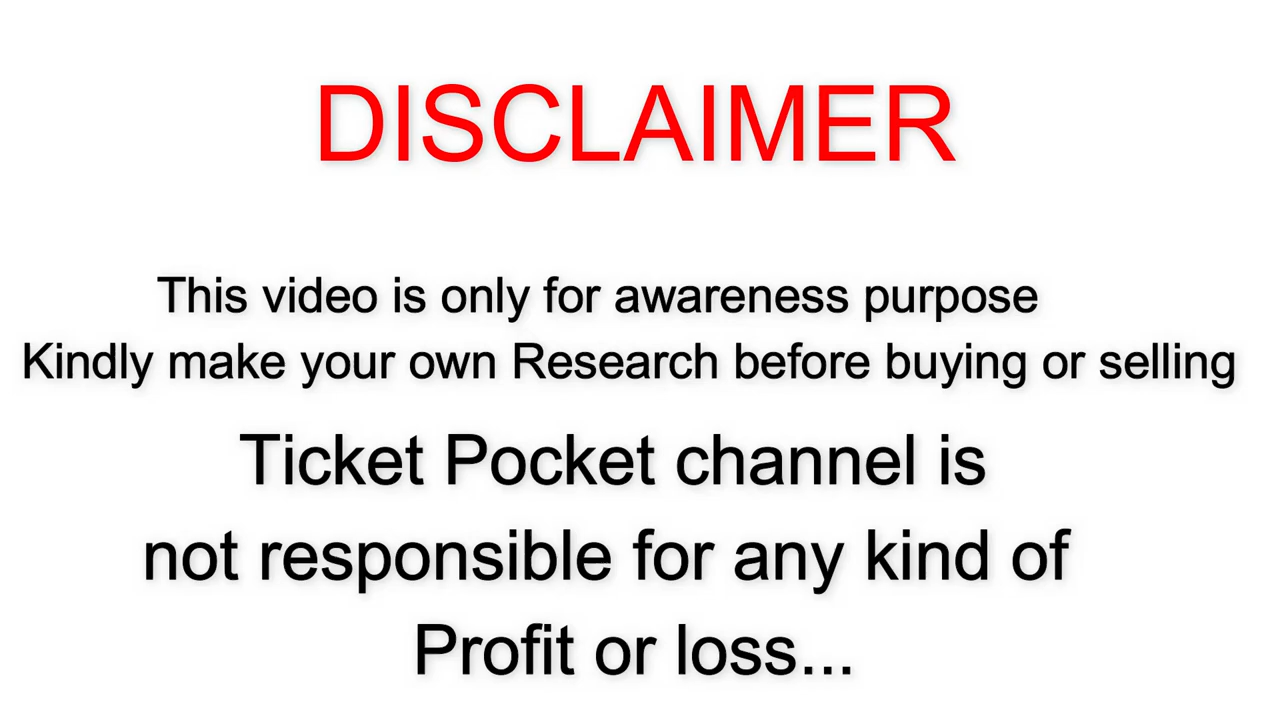 DISCLAIMER
This video is only for awareness purpose
Kindly make your own Research before buying or selling
Ticket Pocket channel is
not responsible for any kind of
Profit or loss...